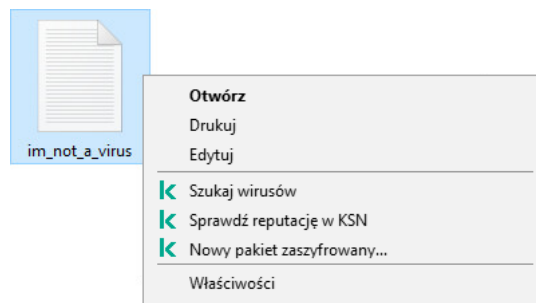 im_not_a_virus
Otwórz
Drukuj
Edytuj
Szukaj wirusów
Sprawdź reputację w KSN
Nowy pakiet zaszyfrowany...
Właściwości